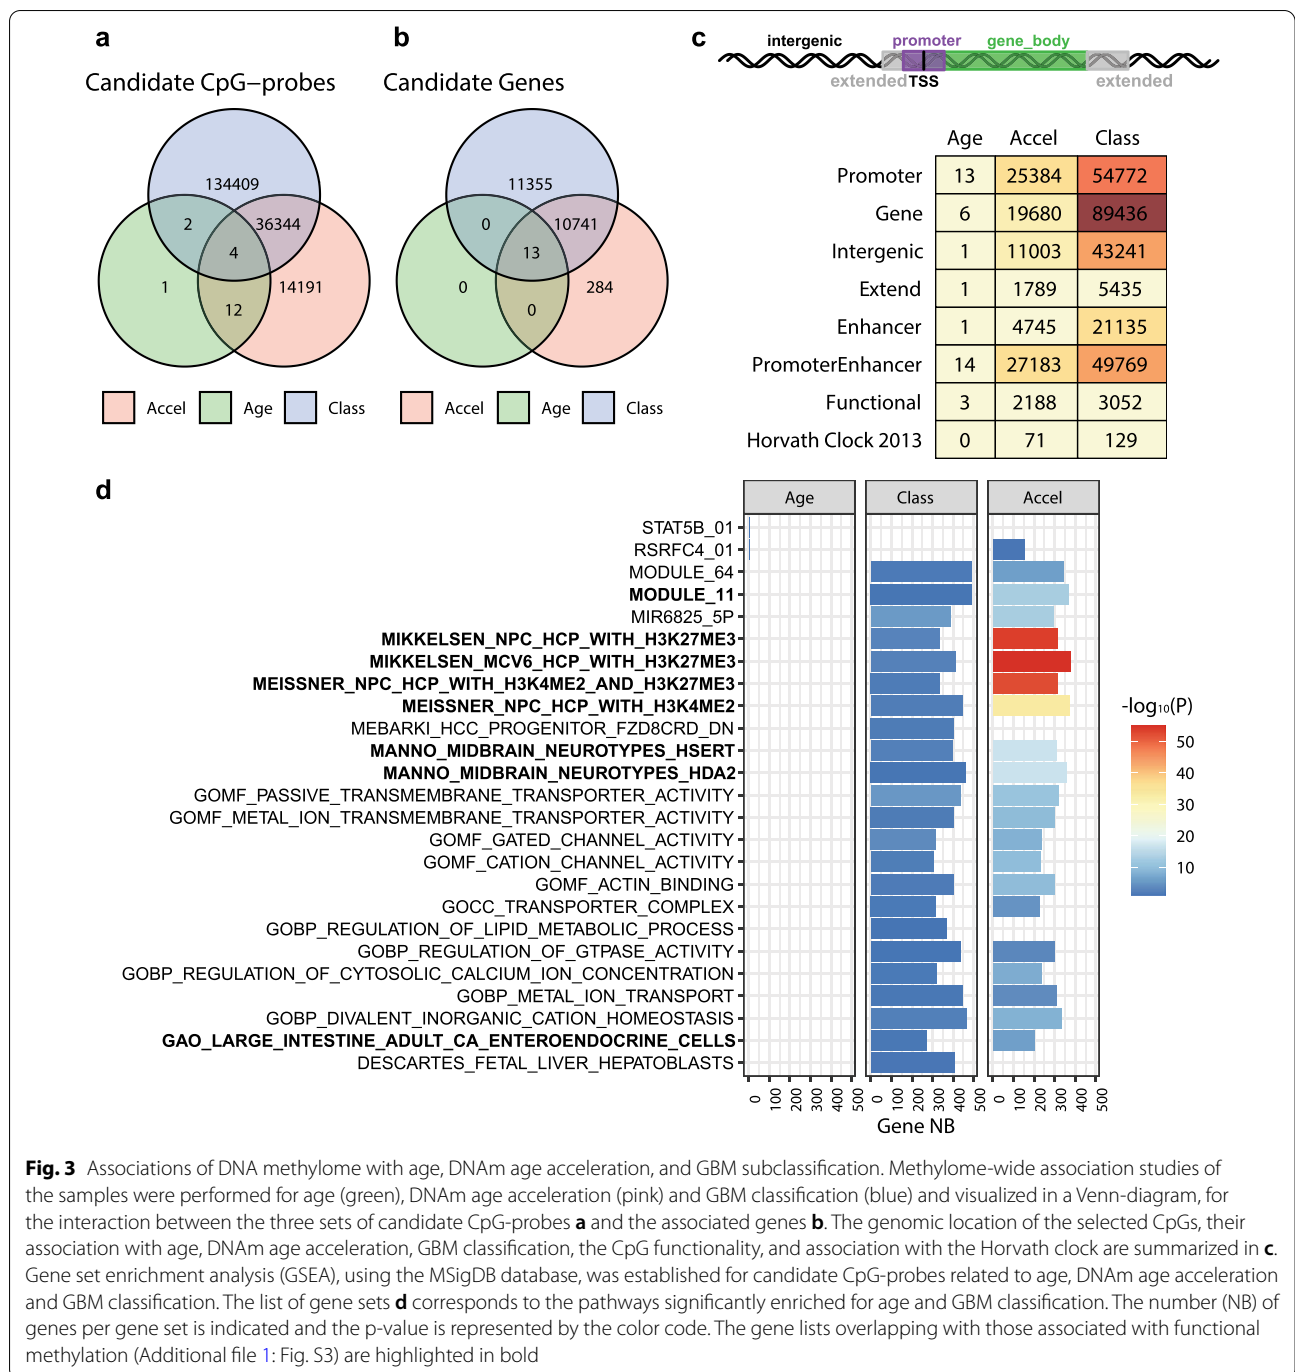 a
Candidate CpG–probes
134409
2
36344
4
1
14191
12
Accel
Age
Class
b
Candidate Genes
11355
0
10741
13
0
284
0
Accel
Age
Class
c
intergenic
promoter
gene_body
extended
TSS
extended
Age Accel Class
Promoter 13 25384 54772
Gene 6 19680 89436
Intergenic 1 11003 43241
Extend 1 1789 5435
Enhancer 1 4745 21135
PromoterEnhancer 14 27183 49769
Functional 3 2188 3052
Horvath Clock 2013 0 71 129
d
Age Class Accel
STAT5B_01
RSRFC4_01
MODULE_64
MODULE_11
MIR6825_5P
MIKKELSEN_NPC_HCP_WITH_H3K27ME3
MIKKELSEN_MCV6_HCP_WITH_H3K27ME3
MEISSNER_NPC_HCP_WITH_H3K4ME2_AND_H3K27ME3
MEISSNER_NPC_HCP_WITH_H3K4ME2
MEBARKI_HCC_PROGENITOR_FZD8CRD_DN
MANNO_MIDBRAIN_NEUROTYPES_HSERT
MANNO_MIDBRAIN_NEUROTYPES_HDA2
GOMF_PASSIVE_TRANSMEMBRANE_TRANSPORTER_ACTIVITY
GOMF_METAL_ION_TRANSMEMBRANE_TRANSPORTER_ACTIVITY
GOMF_GATED_CHANNEL_ACTIVITY
GOMF_CATION_CHANNEL_ACTIVITY
GOMF_ACTIN_BINDING
GOCC_TRANSPORTER_COMPLEX
GOBP_REGULATION_OF_LIPID_METABOLIC_PROCESS
GOBP_REGULATION_OF_GTPASE_ACTIVITY
GOBP_REGULATION_OF_CYTOSOLIC_CALCIUM_ION_CONCENTRATION
GOBP_METAL_ION_TRANSPORT
GOBP_DIVALENT_INORGANIC_CATION_HOMEOSTASIS
GAO_LARGE_INTESTINE_ADULT_CA_ENTEROENDOCRINE_CELLS
DESCARTES_FETAL_LIVER_HEPATOBLASTS
0 100 200 300 400 500 0 100 200 300 400 500 0 100 200 300 400 500
Gene NB
-log₁₀(P)
50
40
30
20
10
Fig. 3 Associations of DNA methylome with age, DNAm age acceleration, and GBM subclassification. Methylome-wide association studies of
the samples were performed for age (green), DNAm age acceleration (pink) and GBM classification (blue) and visualized in a Venn-diagram, for
the interaction between the three sets of candidate CpG-probes a and the associated genes b. The genomic location of the selected CpGs, their
association with age, DNAm age acceleration, GBM classification, the CpG functionality, and association with the Horvath clock are summarized in c.
Gene set enrichment analysis (GSEA), using the MSigDB database, was established for candidate CpG-probes related to age, DNAm age acceleration
and GBM classification. The list of gene sets d corresponds to the pathways significantly enriched for age and GBM classification. The number (NB) of
genes per gene set is indicated and the p-value is represented by the color code. The gene lists overlapping with those associated with functional
methylation (Additional file 1: Fig. S3) are highlighted in bold